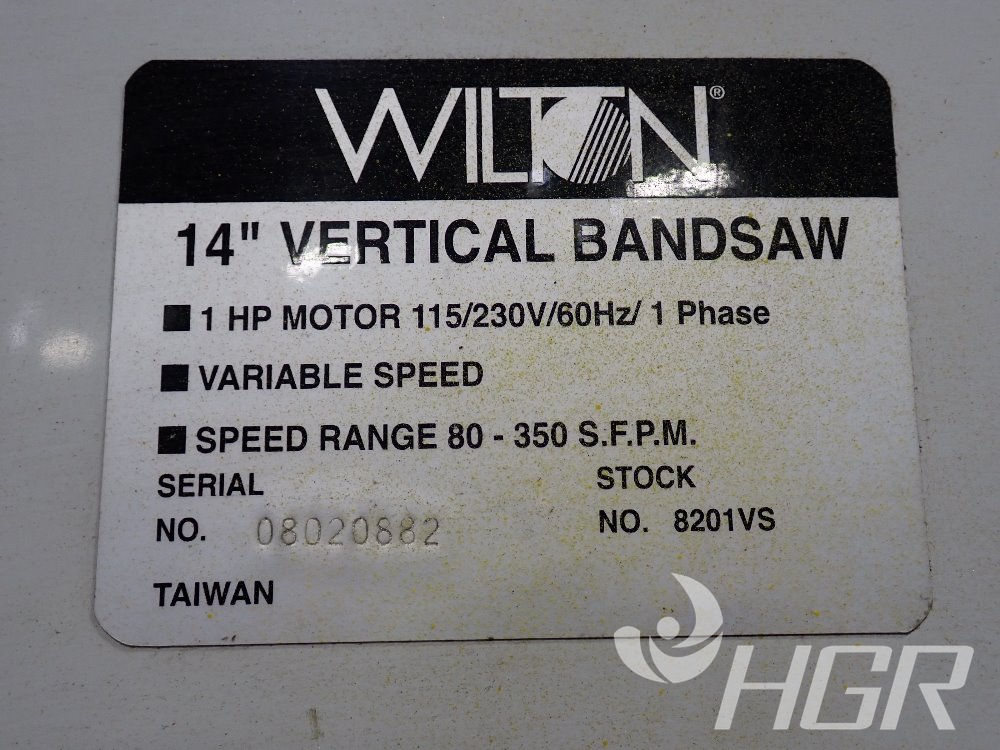 WILTON®
14" VERTICAL BANDSAW
■ 1 HP MOTOR 115/230V/60Hz/ 1 Phase
■ VARIABLE SPEED
■ SPEED RANGE 80 - 350 S.F.P.M.
SERIAL
NO. 08020882
STOCK
NO. 8201VS
TAIWAN
HGR